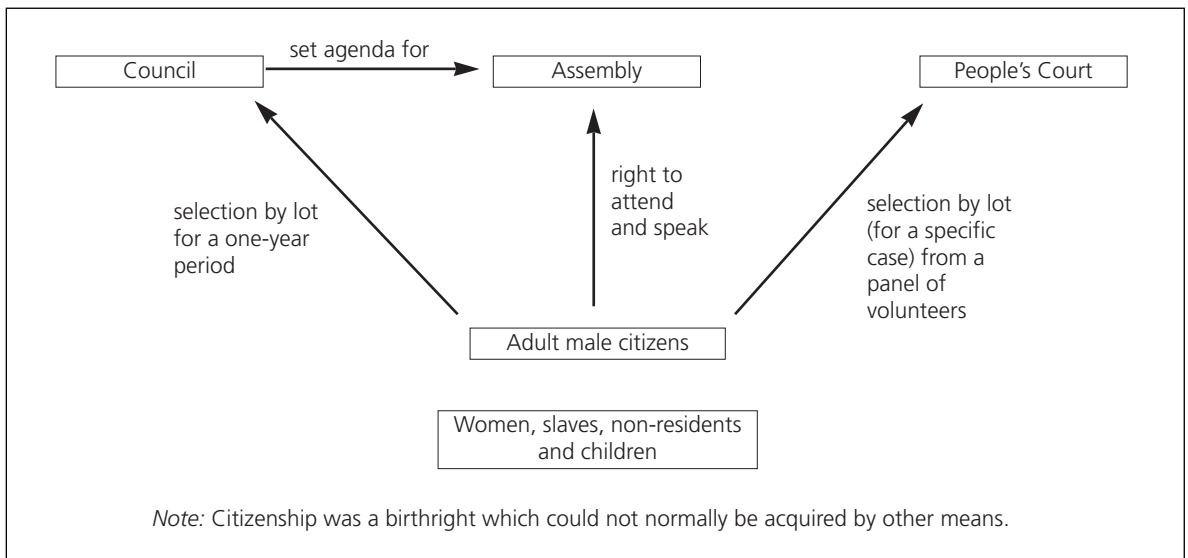 set agenda for
Council
Assembly
People's Court
selection by lot
for a one-year
period
right to
attend
and speak
selection by lot
(for a specific
case) from a
panel of
volunteers
Adult male citizens
Women, slaves, non-residents
and children
Note: Citizenship was a birthright which could not normally be acquired by other means.